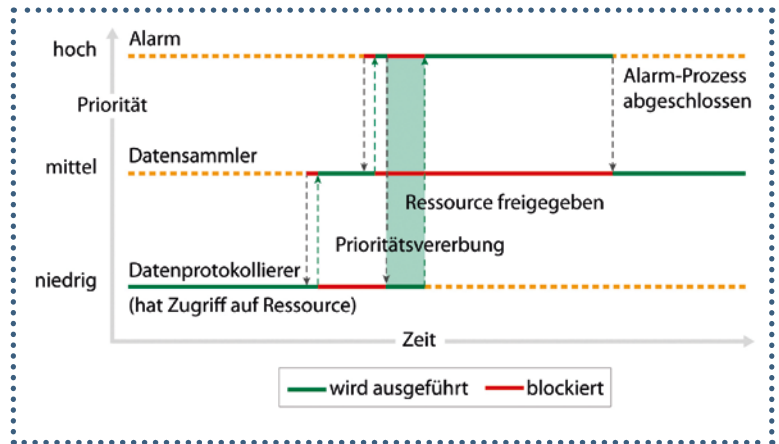 hoch
Alarm
Priorität
Alarm-Prozess
abgeschlossen
mittel
Datensammler
Ressource freigegeben
Prioritätsvererbung
niedrig
Datenprotokollierer
(hat Zugriff auf Ressource)
Zeit
wird ausgeführt
blockiert